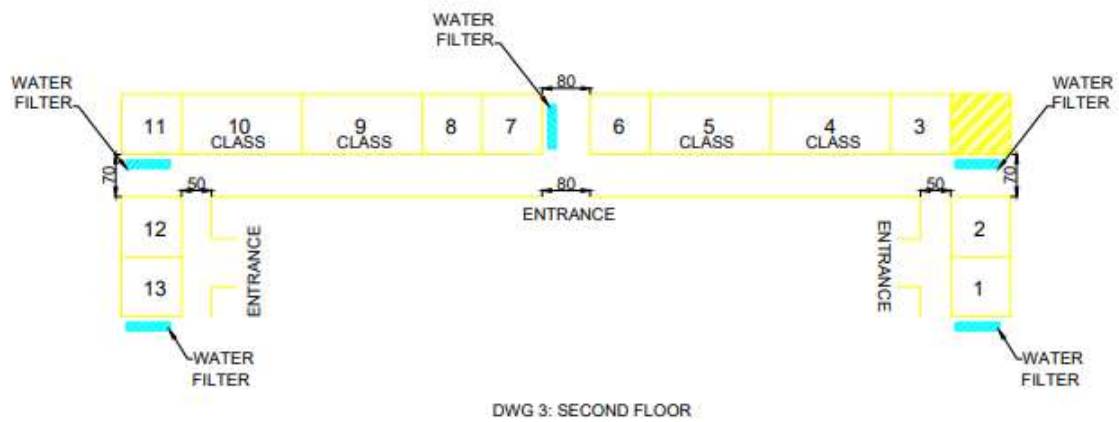 WATER
FILTER
WATER
FILTER
80
WATER
FILTER
11
10
CLASS
9
CLASS
8
7
6
5
CLASS
4
CLASS
3
70
50
80
50
70
ENTRANCE
12
ENTRANCE
ENTRANCE
2
13
1
WATER
FILTER
WATER
FILTER
DWG 3: SECOND FLOOR